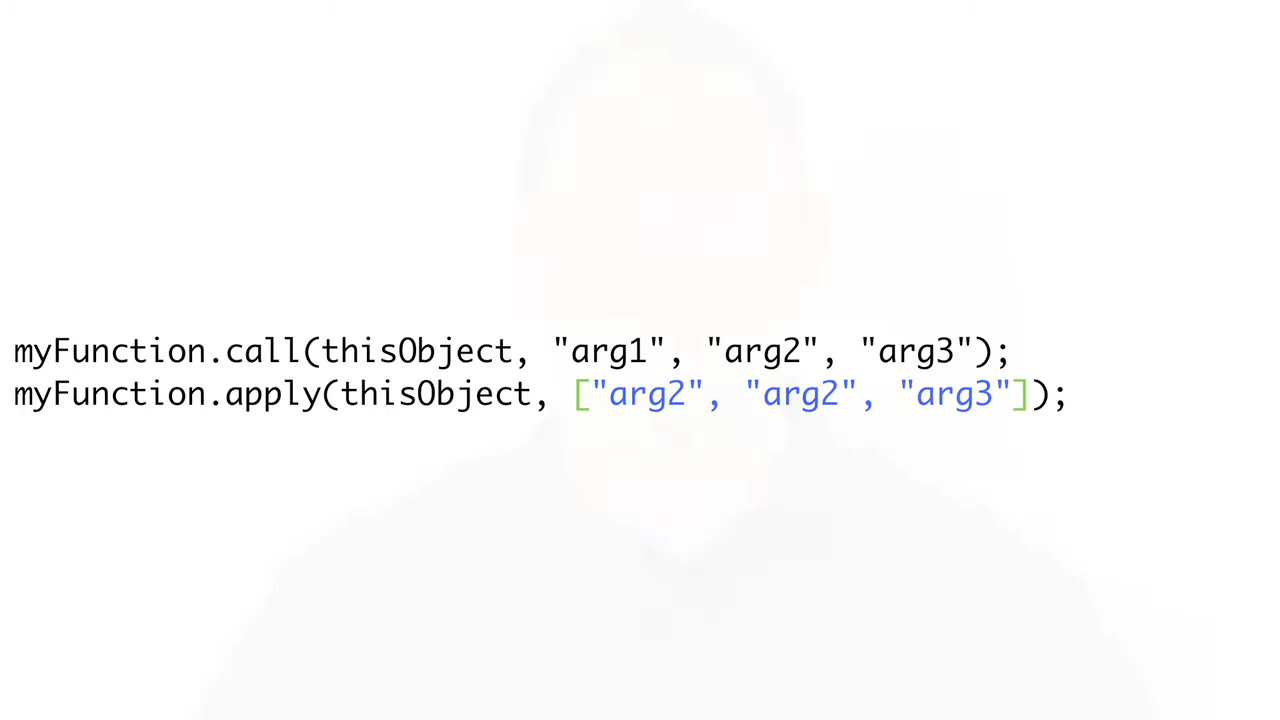 myFunction.call(thisObject, "arg1", "arg2", "arg3");
myFunction.apply(thisObject, ["arg2", "arg2", "arg3"]);